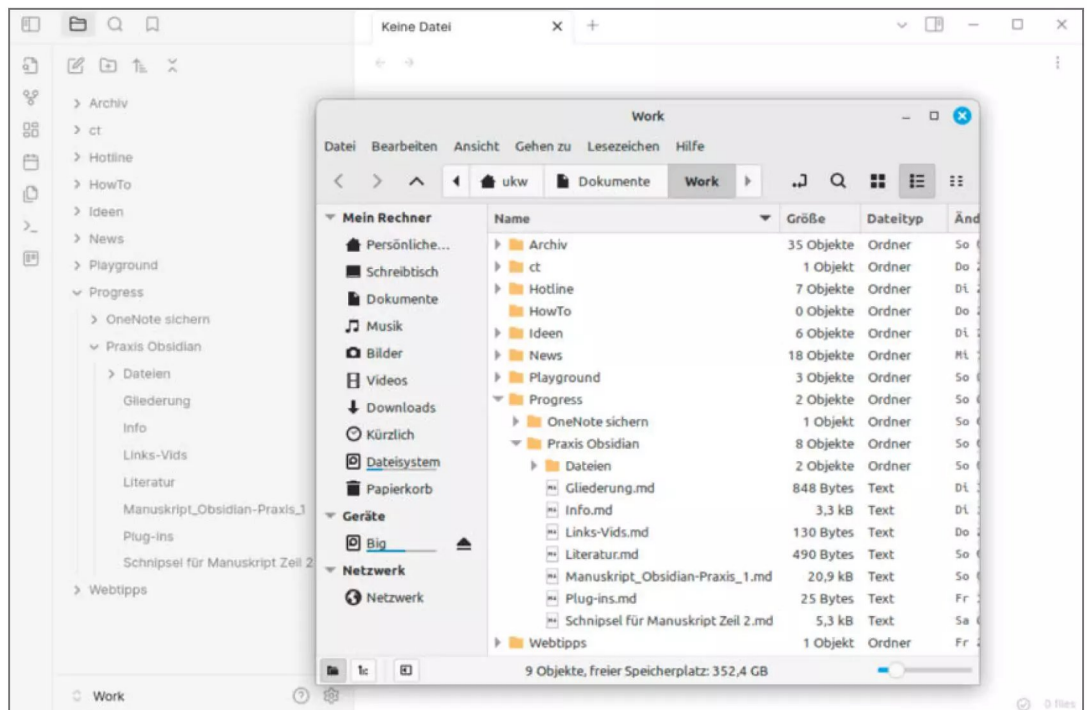 Keine Datei
Archiv
ct
Hotline
HowTo
Ideen
News
Playground
Progress
OneNote sichern
Praxis Obsidian
Dateien
Gliederung
Info
Links-Vids
Literatur
Manuskript_Obsidian-Praxis_1
Plug-ins
Schnipsel für Manuskript Zeil 2
Webtipps
Work
0 files
Work
Datei Bearbeiten Ansicht Gehen zu Lesezeichen Hilfe
ukw Dokumente Work
Mein Rechner
Persönliche...
Schreibtisch
Dokumente
Musik
Bilder
Videos
Downloads
Kürzlich
Dateisystem
Papierkorb
Geräte
Big
Netzwerk
Netzwerk
Name Größe Dateityp Änd
Archiv 35 Objekte Ordner So
ct 1 Objekt Ordner Do
Hotline 7 Objekte Ordner Di
HowTo 0 Objekte Ordner Do
Ideen 6 Objekte Ordner Di
News 18 Objekte Ordner Mi
Playground 3 Objekte Ordner So
Progress 2 Objekte Ordner So
OneNote sichern 1 Objekt Ordner So
Praxis Obsidian 8 Objekte Ordner So
Dateien 2 Objekte Ordner So
Gliederung.md 848 Bytes Text Di
Info.md 3,3 kB Text Di
Links-Vids.md 130 Bytes Text Do
Literatur.md 490 Bytes Text So
Manuskript_Obsidian-Praxis_1.md 20,9 kB Text So
Plug-ins.md 25 Bytes Text Fr
Schnipsel für Manuskript Zeil 2.md 5,3 kB Text Sa
Webtipps 1 Objekt Ordner Fr
9 Objekte, freier Speicherplatz: 352,4 GB